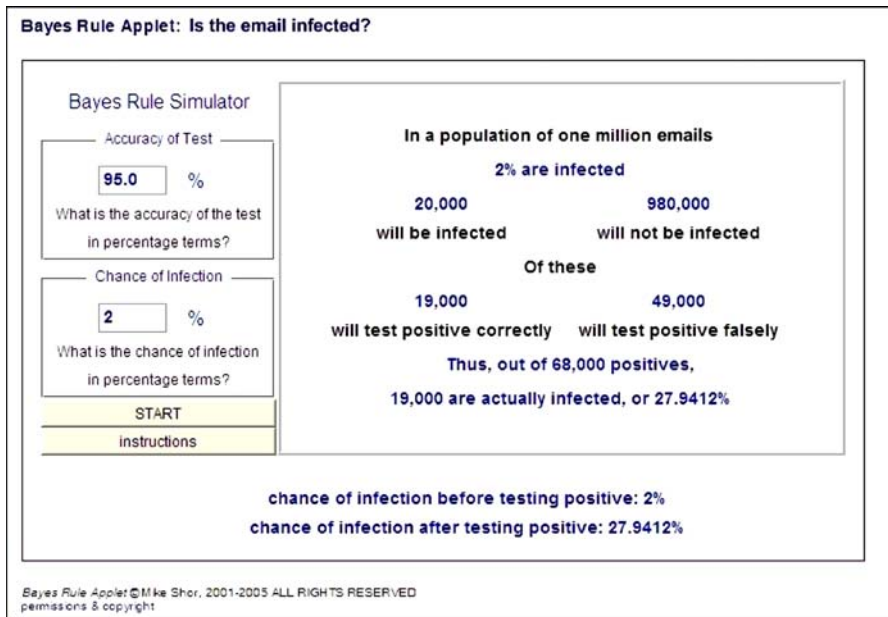 Bayes Rule Applet: Is the email infected?
Bayes Rule Simulator
Accuracy of Test
95.0 %
What is the accuracy of the test
in percentage terms?
Chance of Infection
2 %
What is the chance of infection
in percentage terms?
START
instructions
In a population of one million emails
2% are infected
20,000 980,000
will be infected will not be infected
Of these
19,000 49,000
will test positive correctly will test positive falsely
Thus, out of 68,000 positives,
19,000 are actually infected, or 27.9412%
chance of infection before testing positive: 2%
chance of infection after testing positive: 27.9412%
Bayes Rule Applet © Mike Shor, 2001-2005 ALL RIGHTS RESERVED
permissions & copyright